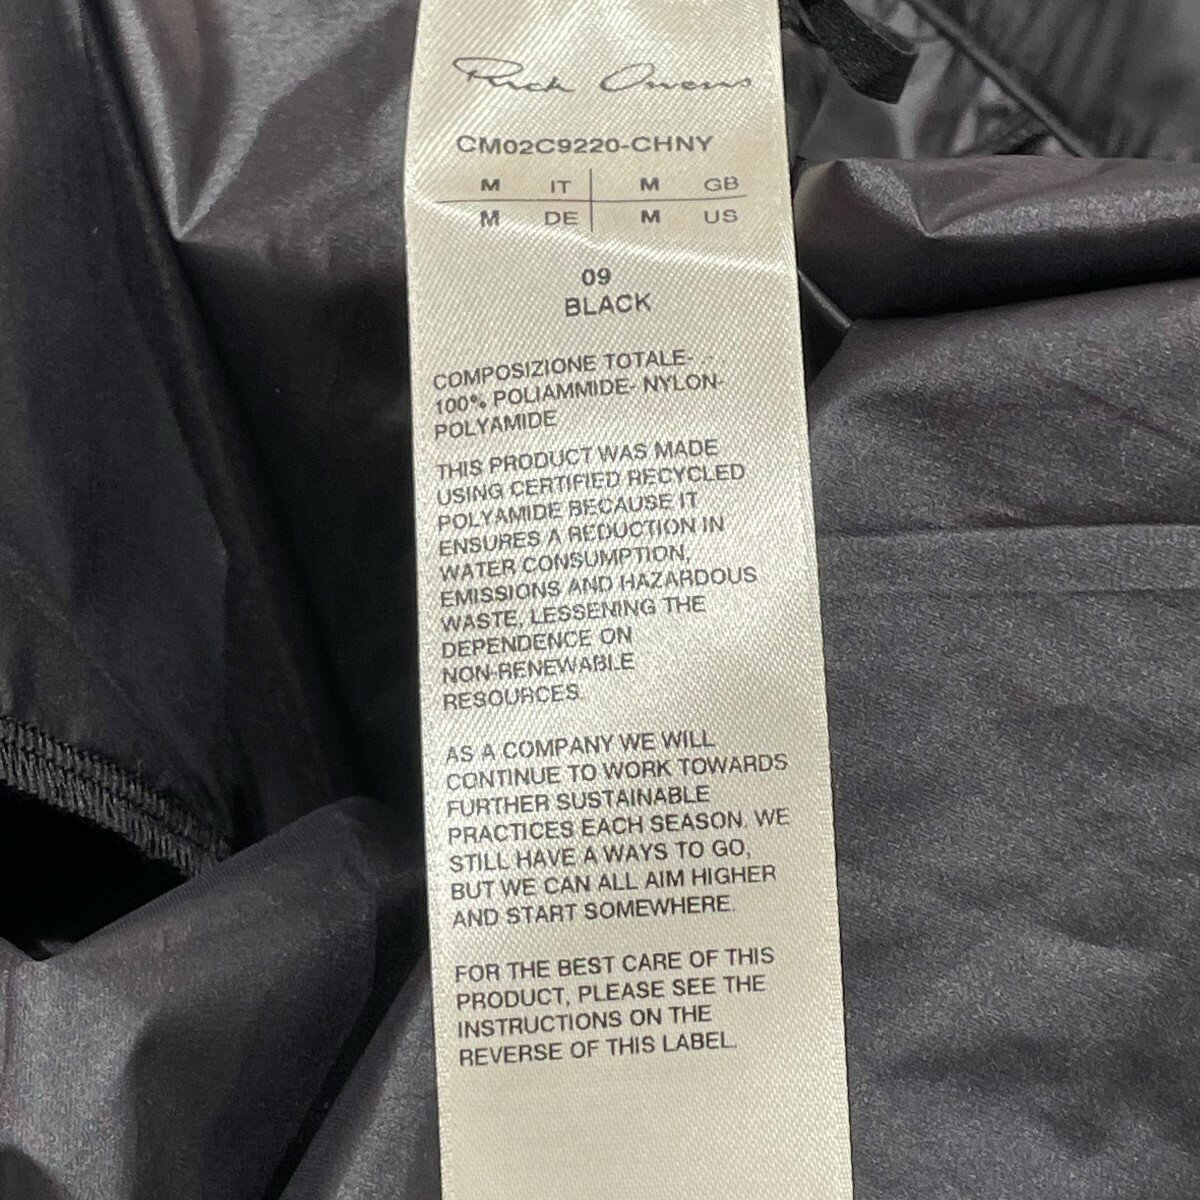 Rick Owens
CM02C9220-CHNY
M IT M GB
M DE M US
09
BLACK
COMPOSIZIONE TOTALE-
100% POLIAMMIDE- NYLON-
POLYAMIDE
THIS PRODUCT WAS MADE
USING CERTIFIED RECYCLED
POLYAMIDE BECAUSE IT
ENSURES A REDUCTION IN
WATER CONSUMPTION,
EMISSIONS AND HAZARDOUS
WASTE, LESSENING THE
DEPENDENCE ON
NON-RENEWABLE
RESOURCES.
AS A COMPANY WE WILL
CONTINUE TO WORK TOWARDS
FURTHER SUSTAINABLE
PRACTICES EACH SEASON. WE
STILL HAVE A WAYS TO GO,
BUT WE CAN ALL AIM HIGHER
AND START SOMEWHERE.
FOR THE BEST CARE OF THIS
PRODUCT, PLEASE SEE THE
INSTRUCTIONS ON THE
REVERSE OF THIS LABEL.